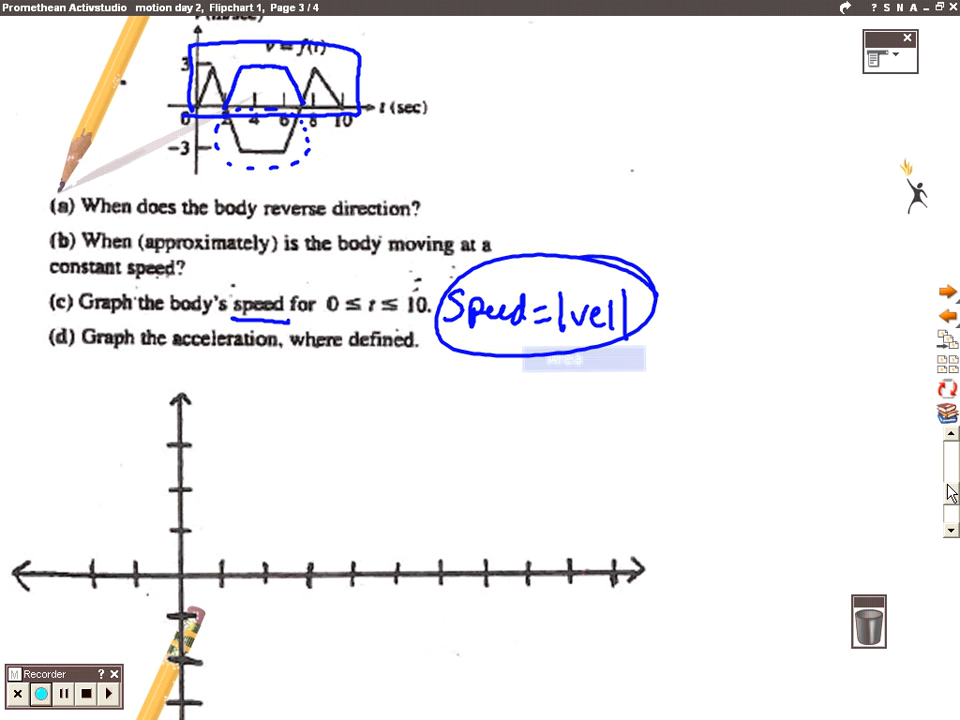 Promethean Activstudio motion day 2, Flipchart 1, Page 3 / 4
? S N A
v = f(t)
3
0 2 4 6 8 10 t (sec)
-3
(a) When does the body reverse direction?
(b) When (approximately) is the body moving at a
constant speed?
(c) Graph the body's speed for 0 ≤ t ≤ 10.
Speed = |vel|
(d) Graph the acceleration, where defined.
Recorder ?